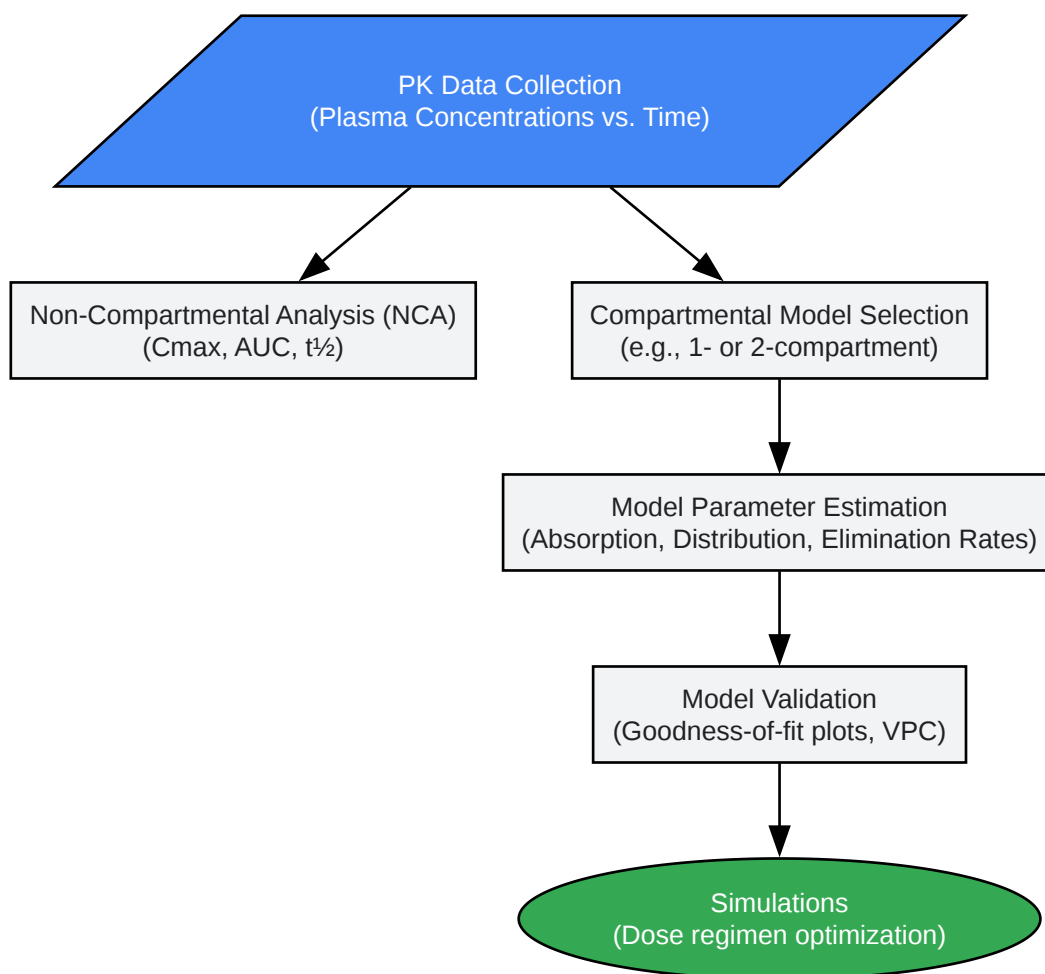 PK Data Collection
(Plasma Concentrations vs. Time)
Non-Compartmental Analysis (NCA)
(Cmax, AUC, t½)
Compartmental Model Selection
(e.g., 1- or 2-compartment)
Model Parameter Estimation
(Absorption, Distribution, Elimination Rates)
Model Validation
(Goodness-of-fit plots, VPC)
Simulations
(Dose regimen optimization)